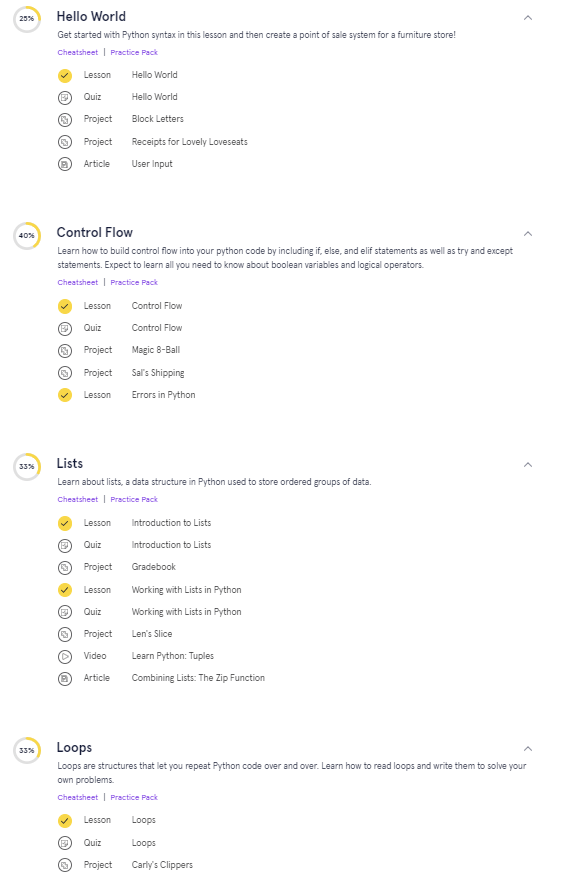 25%
Hello World
Get started with Python syntax in this lesson and then create a point of sale system for a furniture store!
Cheatsheet | Practice Pack
Lesson Hello World
Quiz Hello World
Project Block Letters
Project Receipts for Lovely Loveseats
Article User Input
40%
Control Flow
Learn how to build control flow into your python code by including if, else, and elif statements as well as try and except
statements. Expect to learn all you need to know about boolean variables and logical operators.
Cheatsheet | Practice Pack
Lesson Control Flow
Quiz Control Flow
Project Magic 8-Ball
Project Sal's Shipping
Lesson Errors in Python
33%
Lists
Learn about lists, a data structure in Python used to store ordered groups of data.
Cheatsheet | Practice Pack
Lesson Introduction to Lists
Quiz Introduction to Lists
Project Gradebook
Lesson Working with Lists in Python
Quiz Working with Lists in Python
Project Len's Slice
Video Learn Python: Tuples
Article Combining Lists: The Zip Function
33%
Loops
Loops are structures that let you repeat Python code over and over. Learn how to read loops and write them to solve your
own problems.
Cheatsheet | Practice Pack
Lesson Loops
Quiz Loops
Project Carly's Clippers